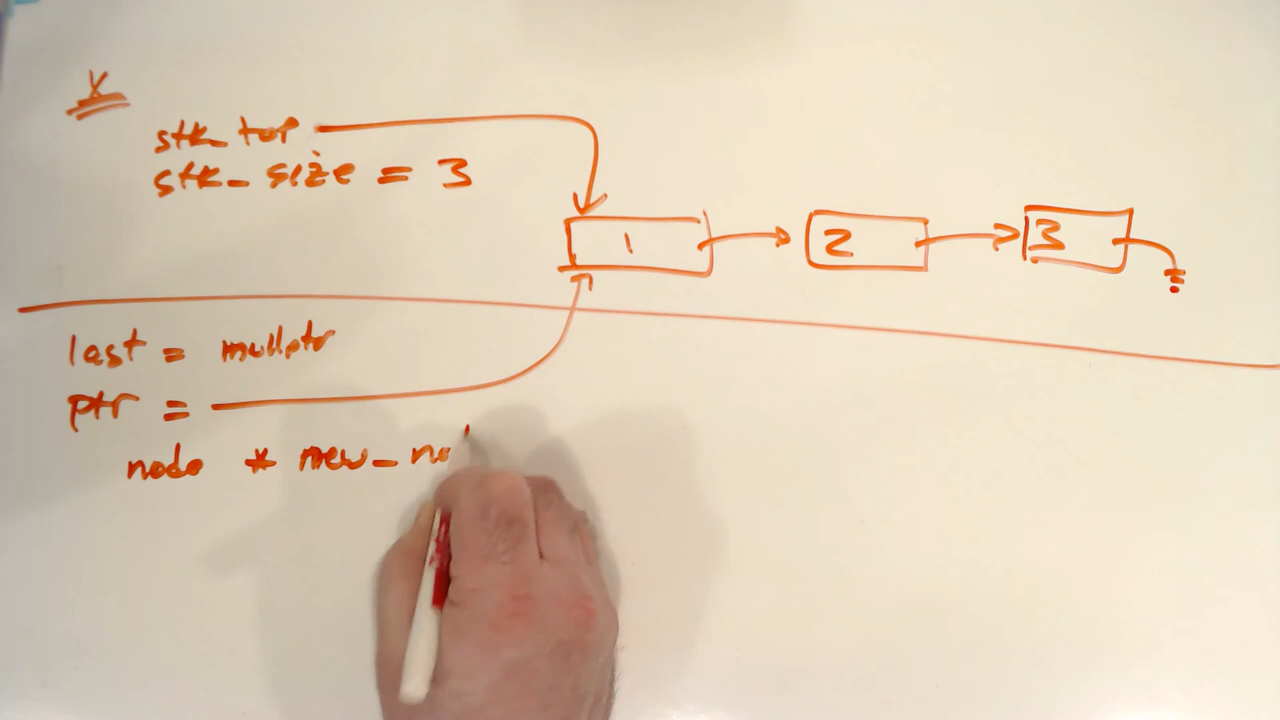 x
stk_top
stk_size = 3
1 2 3
last = nullptr
ptr =
node * new_no